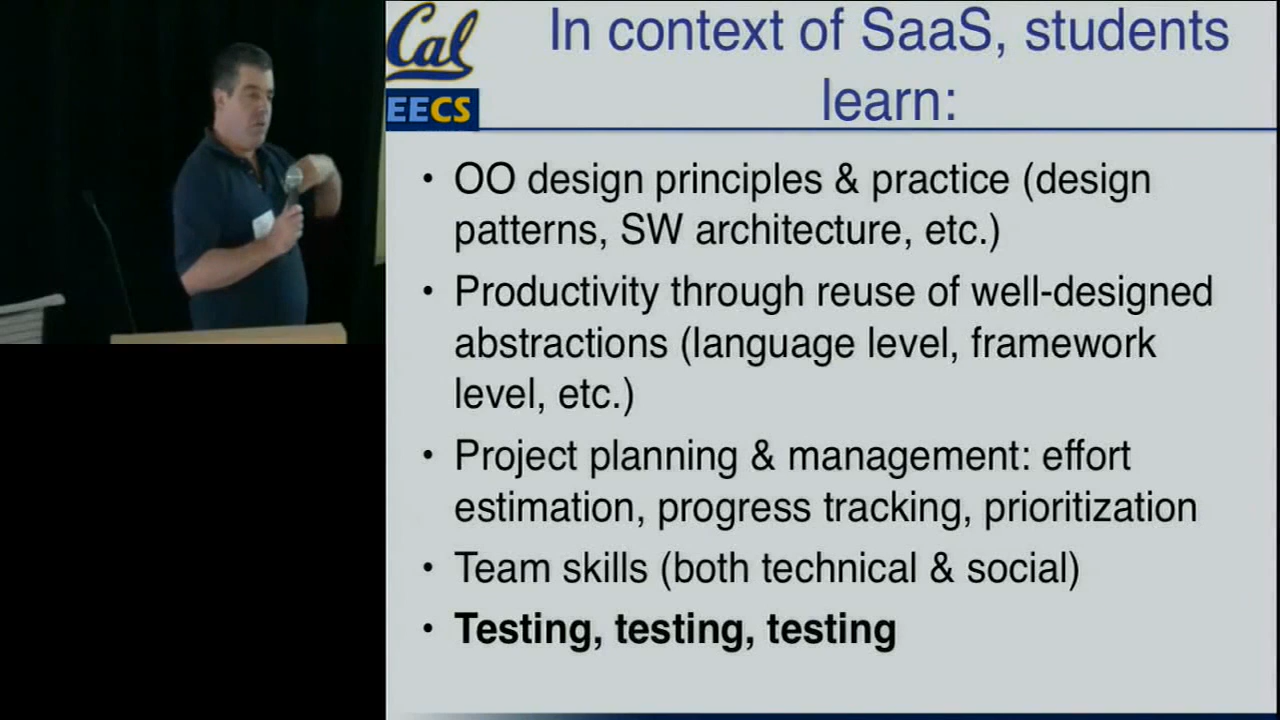 Cal
EECS
In context of SaaS, students
learn:
• OO design principles & practice (design
patterns, SW architecture, etc.)
• Productivity through reuse of well-designed
abstractions (language level, framework
level, etc.)
• Project planning & management: effort
estimation, progress tracking, prioritization
• Team skills (both technical & social)
• Testing, testing, testing